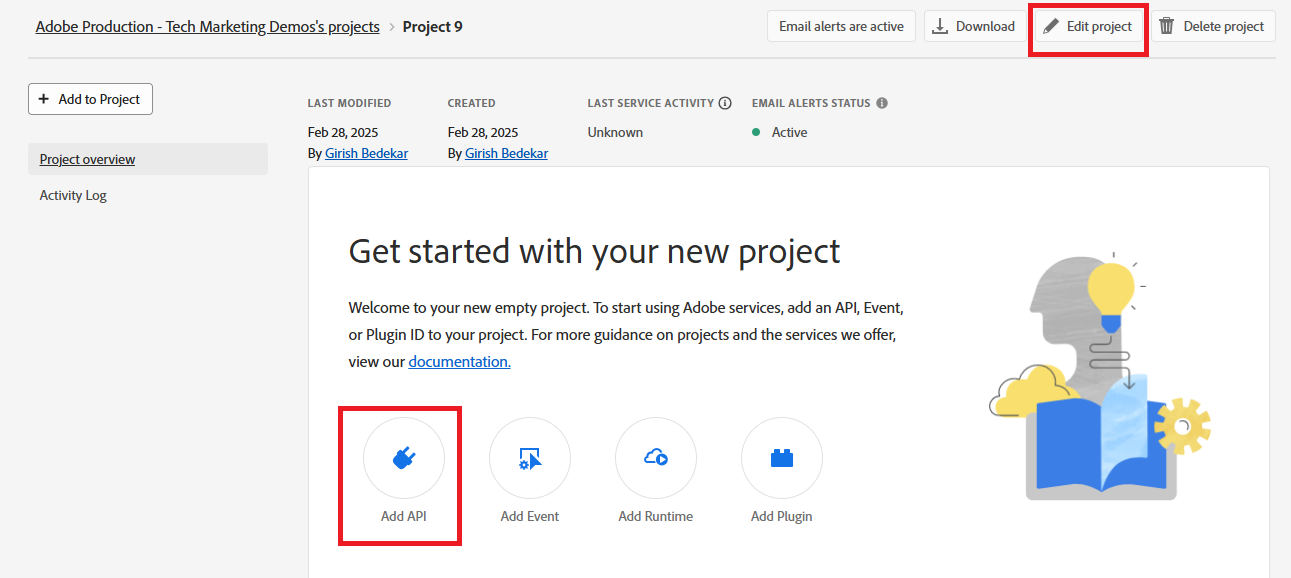 Adobe Production - Tech Marketing Demos's projects > Project 9
Email alerts are active
Download
Edit project
Delete project
+ Add to Project
Project overview
Activity Log
LAST MODIFIED
Feb 28, 2025
By Girish Bedekar
CREATED
Feb 28, 2025
By Girish Bedekar
LAST SERVICE ACTIVITY
Unknown
EMAIL ALERTS STATUS
Active
Get started with your new project
Welcome to your new empty project. To start using Adobe services, add an API, Event,
or Plugin ID to your project. For more guidance on projects and the services we offer,
view our documentation.
Add API
Add Event
Add Runtime
Add Plugin